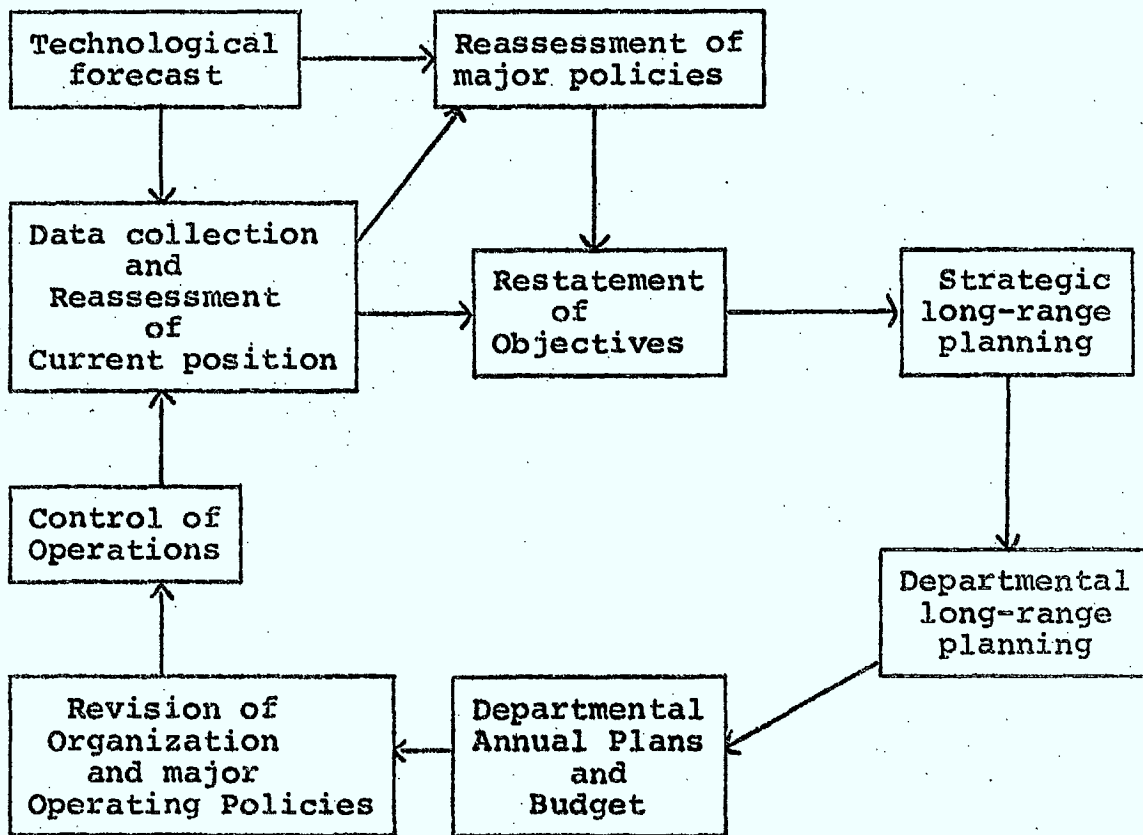 Technological
forecast
Reassessment of
major policies
Data collection
and
Reassessment
of
Current position
Restatement
of
Objectives
Strategic
long-range
planning
Control of
Operations
Departmental
long-range
planning
Revision of
Organization
and major
Operating Policies
Departmental
Annual Plans
and
Budget